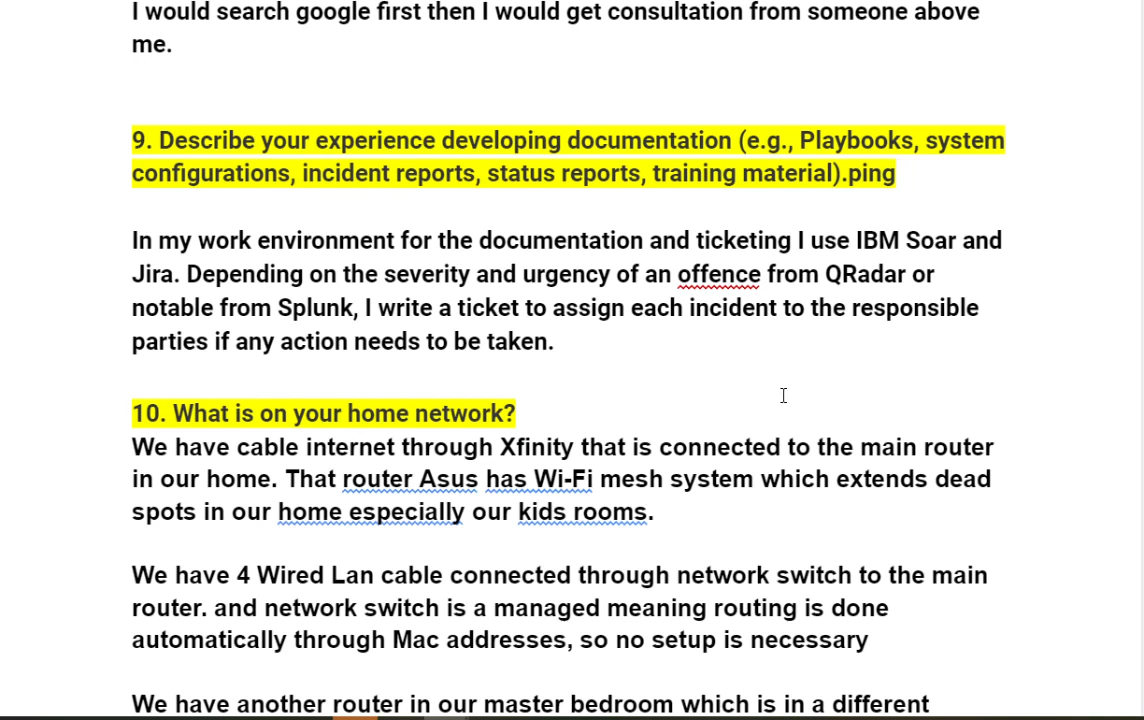 I would search google first then I would get consultation from someone above
me.
9. Describe your experience developing documentation (e.g., Playbooks, system
configurations, incident reports, status reports, training material).ping
In my work environment for the documentation and ticketing I use IBM Soar and
Jira. Depending on the severity and urgency of an offence from QRadar or
notable from Splunk, I write a ticket to assign each incident to the responsible
parties if any action needs to be taken.
10. What is on your home network?
We have cable internet through Xfinity that is connected to the main router
in our home. That router Asus has Wi-Fi mesh system which extends dead
spots in our home especially our kids rooms.
We have 4 Wired Lan cable connected through network switch to the main
router. and network switch is a managed meaning routing is done
automatically through Mac addresses, so no setup is necessary
We have another router in our master bedroom which is in a different